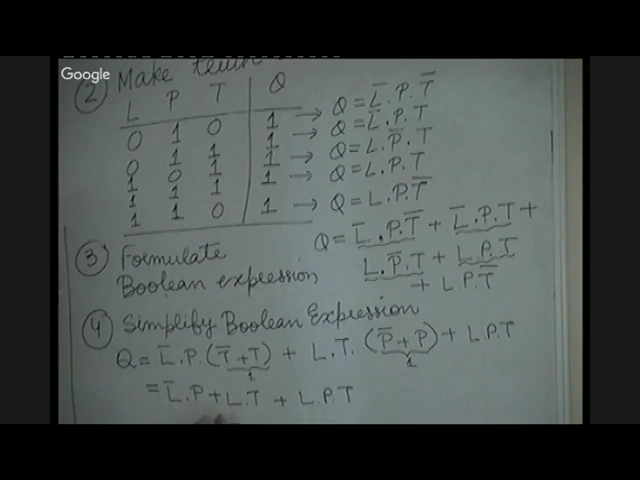 Google
② Make
L P T Q
0 1 0 1 → Q = L̅.P.T̅
0 1 1 1 → Q = L̅.P.T
1 0 1 1 → Q = L.P̅.T
1 1 1 1 → Q = L.P.T
1 1 0 1 → Q = L.P.T̅
③ Formulate
Boolean expression
Q = L̅.P.T̅ + L̅.P.T +
L.P̅.T + L.P.T
+ L P.T̅
④ Simplify Boolean Expression
Q = L̅.P.(T̅+T) + L.T.(P̅+P) + L.P.T
1 1
= L̅.P + L.T + L.P.T